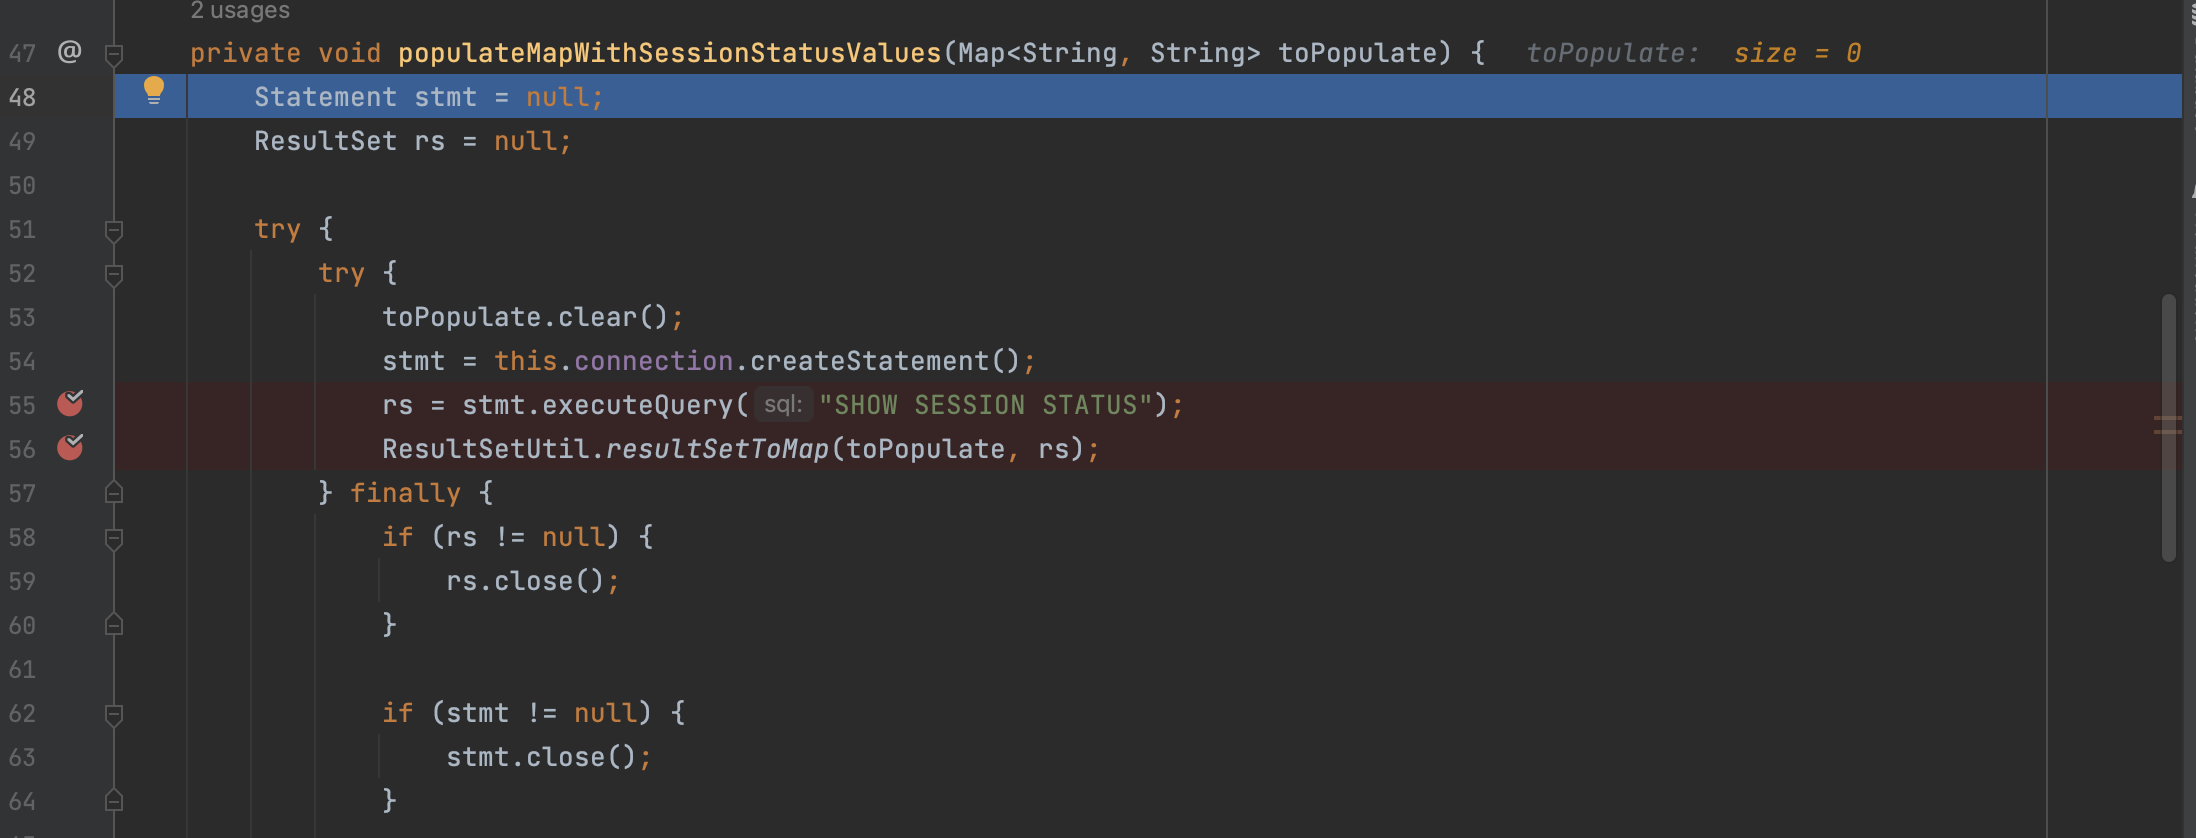 2 usages
47 @ private void populateMapWithSessionStatusValues(Map<String, String> toPopulate) { toPopulate: size = 0
48 Statement stmt = null;
49 ResultSet rs = null;
50
51 try {
52 try {
53 toPopulate.clear();
54 stmt = this.connection.createStatement();
55 rs = stmt.executeQuery( sql: "SHOW SESSION STATUS");
56 ResultSetUtil.resultSetToMap(toPopulate, rs);
57 } finally {
58 if (rs != null) {
59 rs.close();
60 }
61
62 if (stmt != null) {
63 stmt.close();
64 }